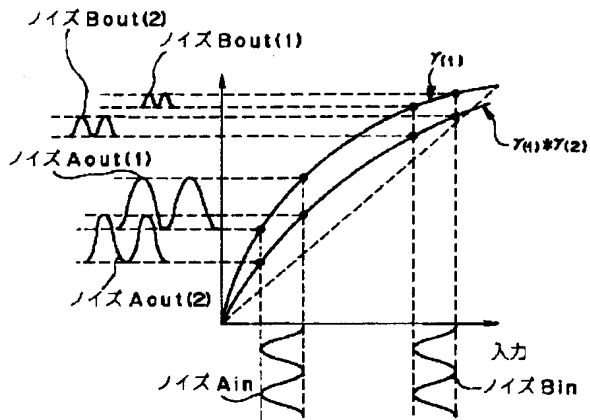 ノイズBout(2)
ノイズBout(1)
γ(1)
γ(1)*γ(2)
ノイズAout(1)
ノイズAout(2)
入力
ノイズAin
ノイズBin